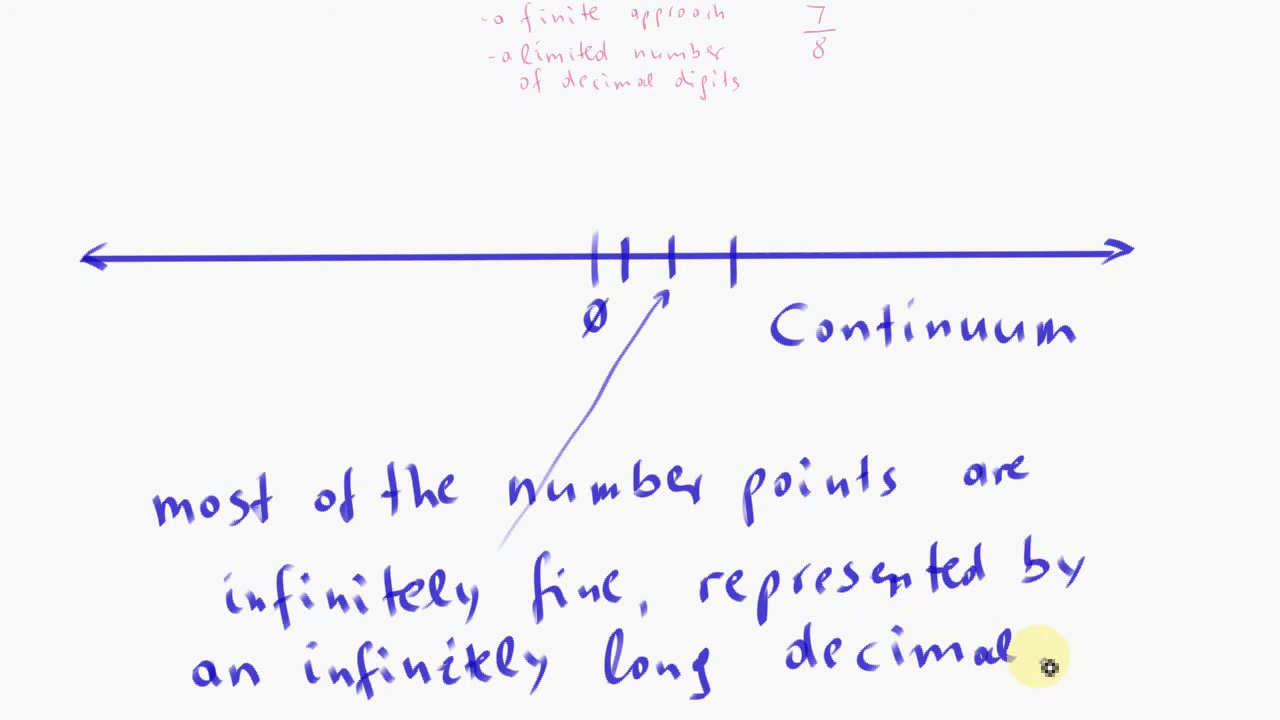 -a finite approach
7
8
-a limited number
of decimal digits
Ø
Continuum
most of the number points are
infinitely fine, represented by
an infinitely long decimal